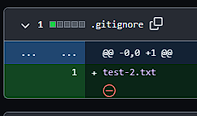 1 .gitignore
... ... @@ -0,0 +1 @@
1 + test-2.txt